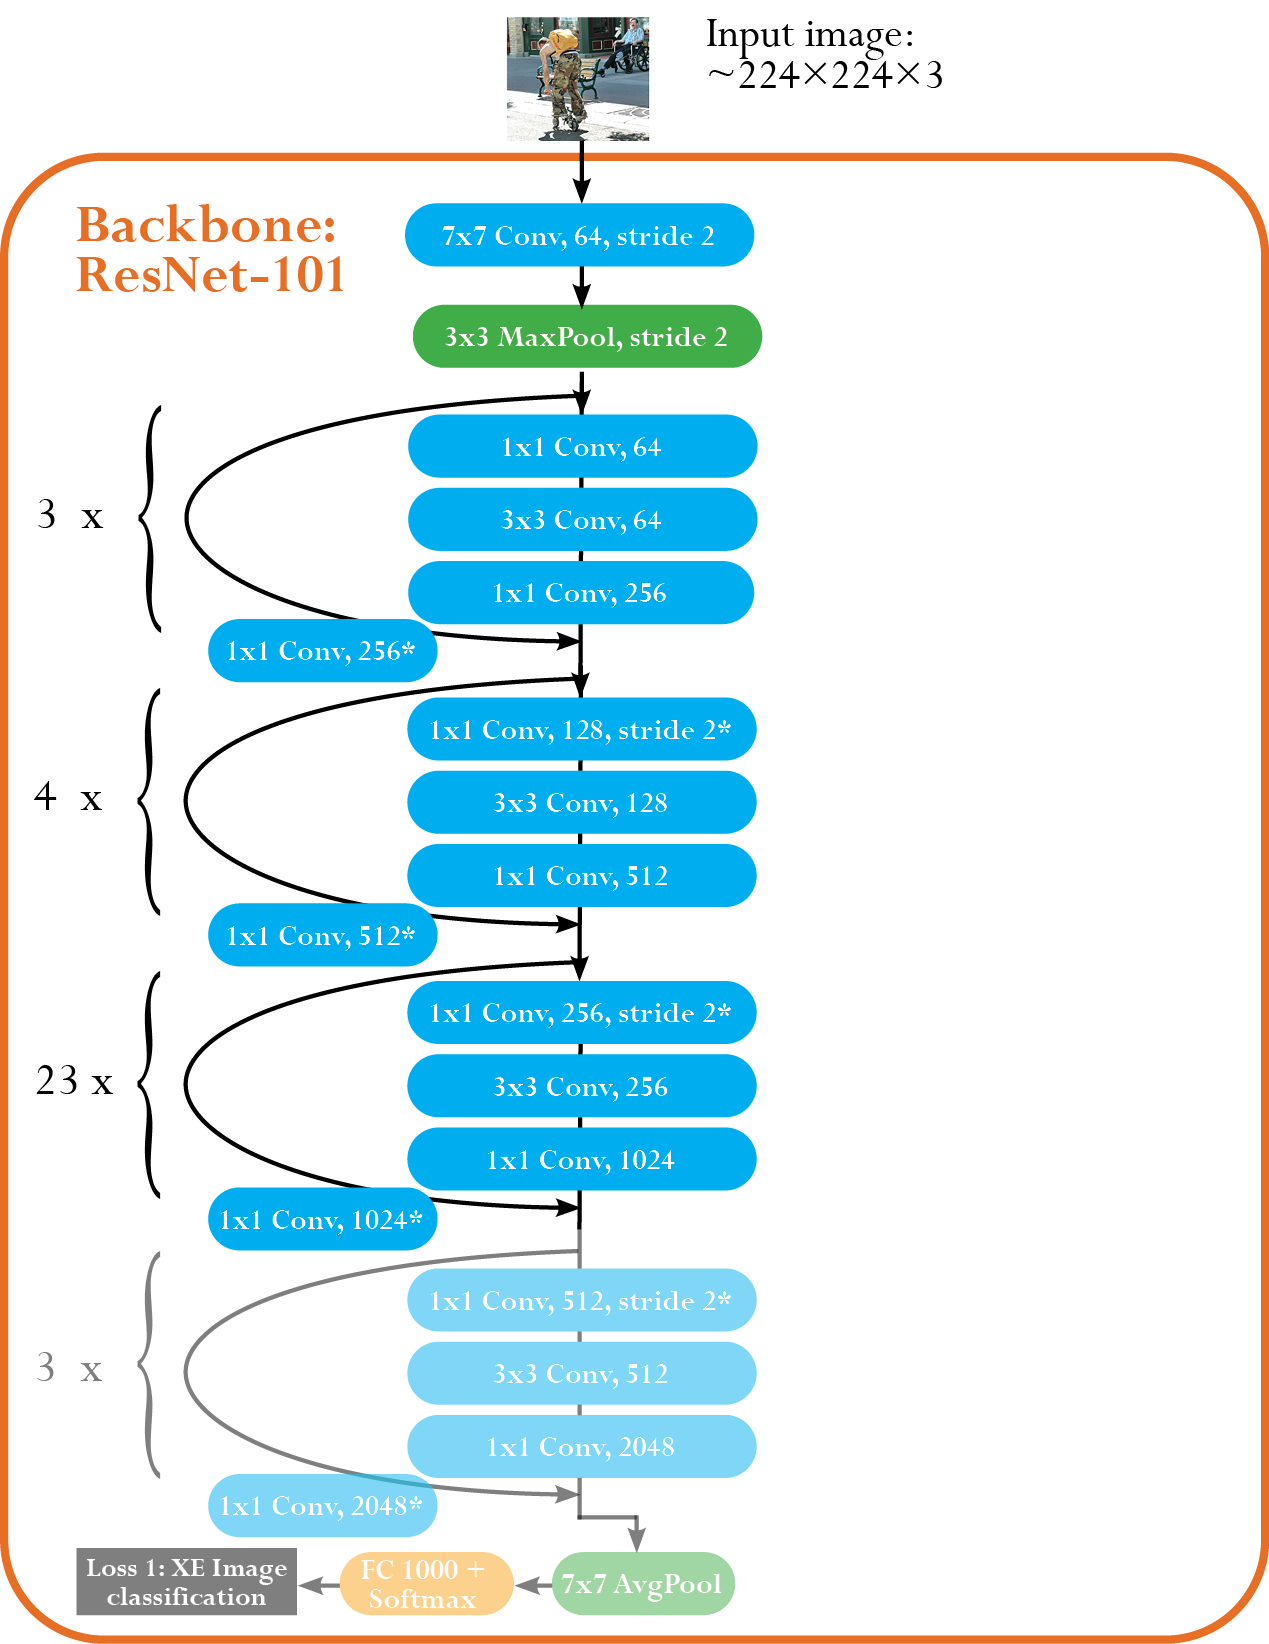 Input image:
~224×224×3
Backbone:
ResNet-101
7x7 Conv, 64, stride 2
3x3 MaxPool, stride 2
3 x
1x1 Conv, 64
3x3 Conv, 64
1x1 Conv, 256
1x1 Conv, 256*
4 x
1x1 Conv, 128, stride 2*
3x3 Conv, 128
1x1 Conv, 512
1x1 Conv, 512*
23 x
1x1 Conv, 256, stride 2*
3x3 Conv, 256
1x1 Conv, 1024
1x1 Conv, 1024*
3 x
1x1 Conv, 512, stride 2*
3x3 Conv, 512
1x1 Conv, 2048
1x1 Conv, 2048*
7x7 AvgPool
FC 1000 +
Softmax
Loss 1: XE Image
classification